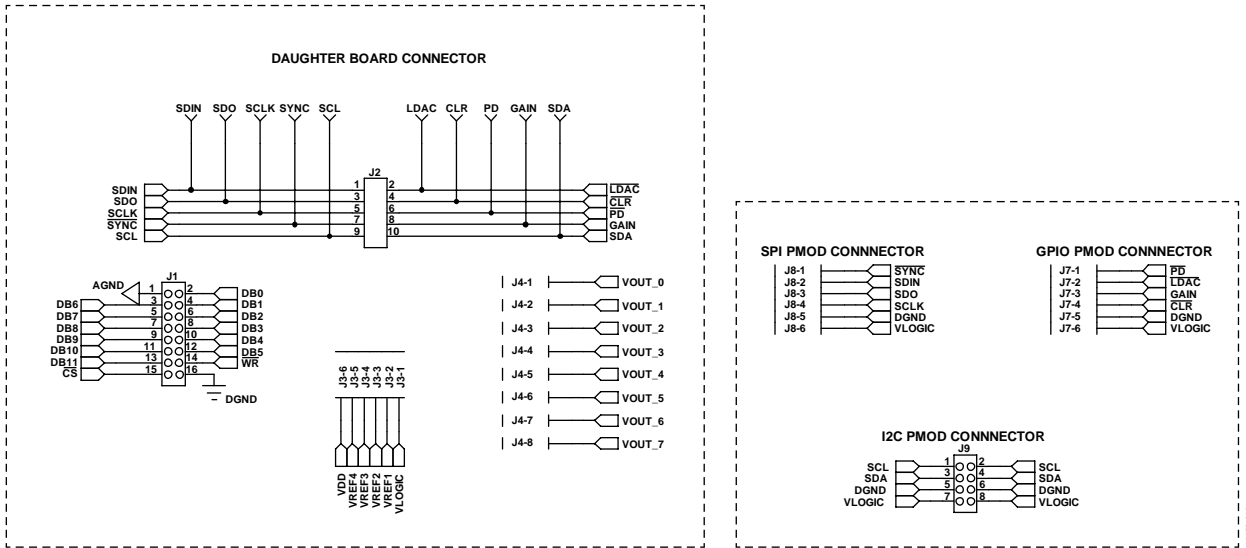 DAUGHTER BOARD CONNECTOR
SDIN SDO SCLK SYNC SCL LDAC CLR PD GAIN SDA
J2
SDIN 1 2 LDAC
SDO 3 4 CLR
SCLK 5 6 PD
SYNC 7 8 GAIN
SCL 9 10 SDA
J1
AGND 1 2 DB0
DB6 3 4 DB1
DB7 5 6 DB2
DB8 7 8 DB3
DB9 9 10 DB4
DB10 11 12 DB5
DB11 13 14 WR
CS 15 16
DGND
J3-6 J3-5 J3-4 J3-3 J3-2 J3-1
VDD VREF4 VREF3 VREF2 VREF1 VLOGIC
J4-1 VOUT_0
J4-2 VOUT_1
J4-3 VOUT_2
J4-4 VOUT_3
J4-5 VOUT_4
J4-6 VOUT_5
J4-7 VOUT_6
J4-8 VOUT_7
SPI PMOD CONNNECTOR
J8-1 SYNC
J8-2 SDIN
J8-3 SDO
J8-4 SCLK
J8-5 DGND
J8-6 VLOGIC
GPIO PMOD CONNNECTOR
J7-1 PD
J7-2 LDAC
J7-3 GAIN
J7-4 CLR
J7-5 DGND
J7-6 VLOGIC
I2C PMOD CONNNECTOR
J9
SCL 1 2 SCL
SDA 3 4 SDA
DGND 5 6 DGND
VLOGIC 7 8 VLOGIC